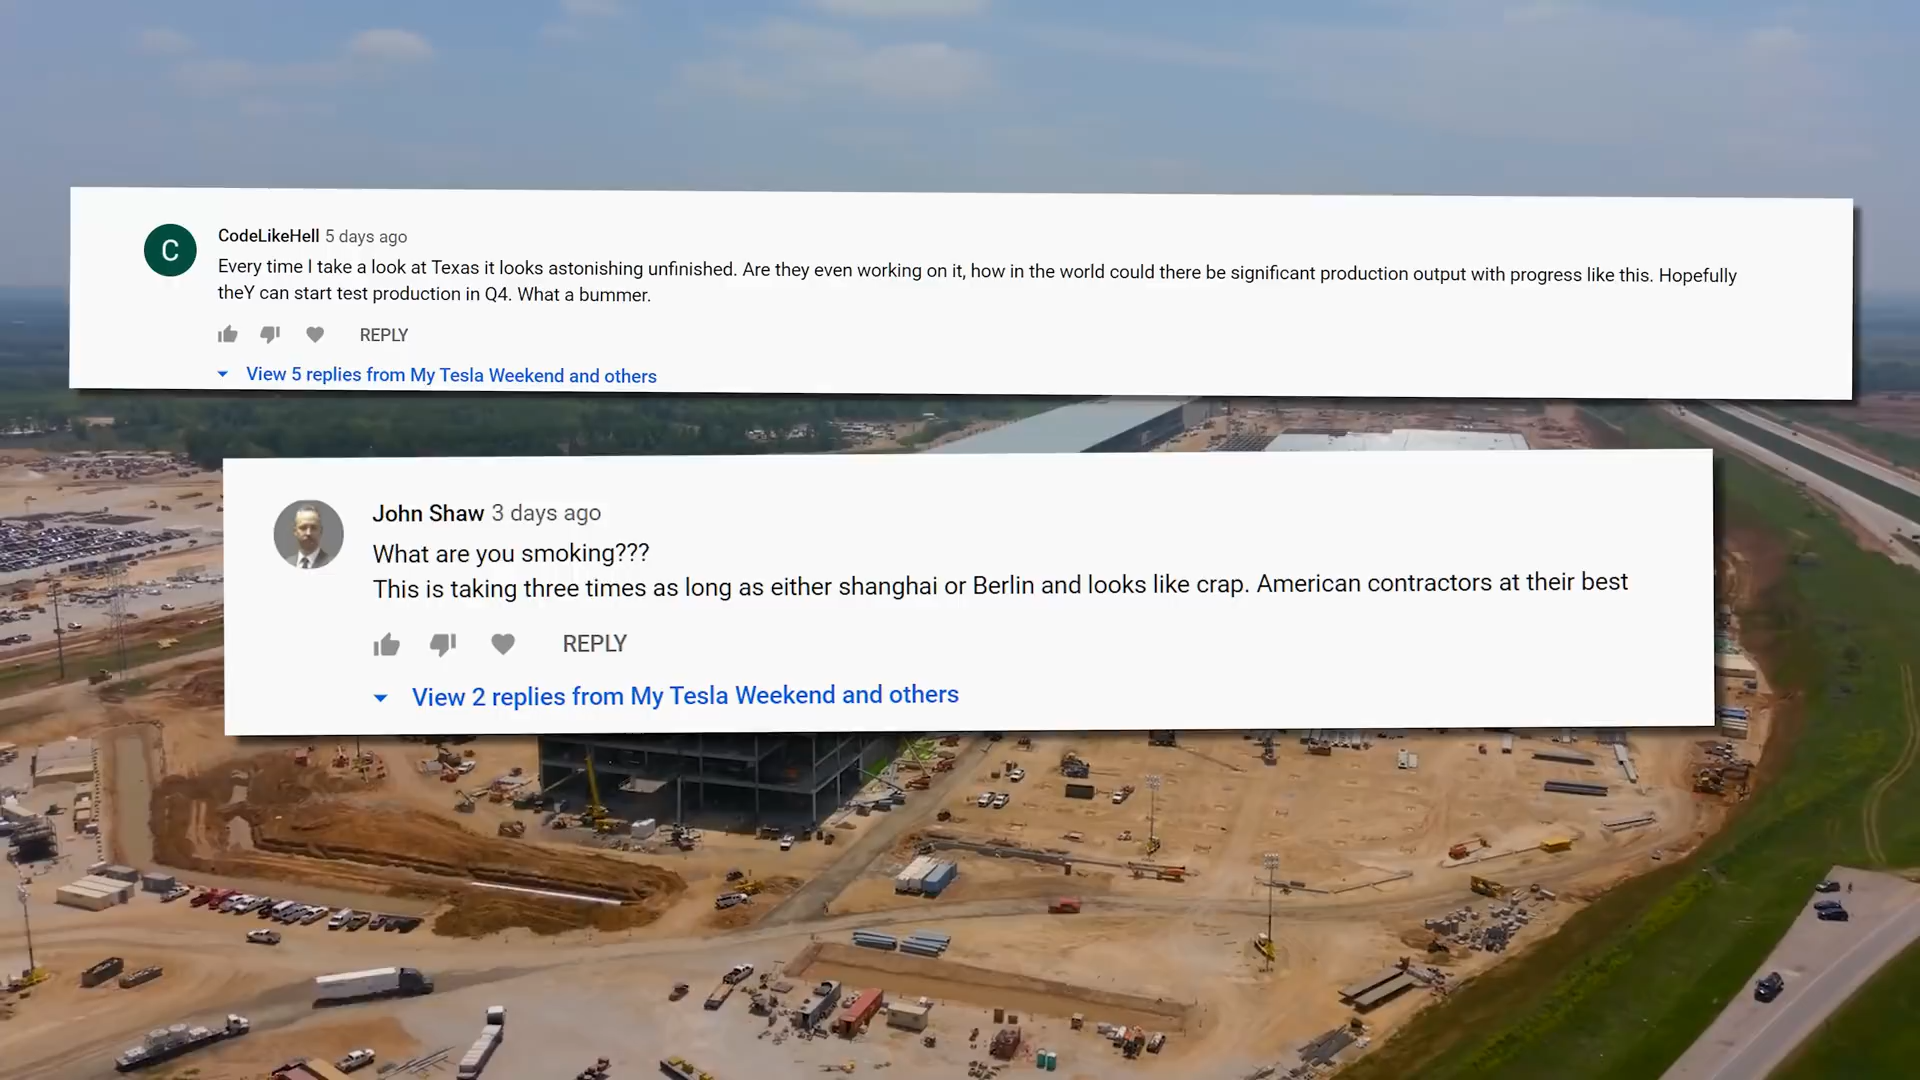 C
CodeLikeHell 5 days ago
Every time I take a look at Texas it looks astonishing unfinished. Are they even working on it, how in the world could there be significant production output with progress like this. Hopefully
theY can start test production in Q4. What a bummer.
REPLY
View 5 replies from My Tesla Weekend and others
John Shaw 3 days ago
What are you smoking???
This is taking three times as long as either shanghai or Berlin and looks like crap. American contractors at their best
REPLY
View 2 replies from My Tesla Weekend and others